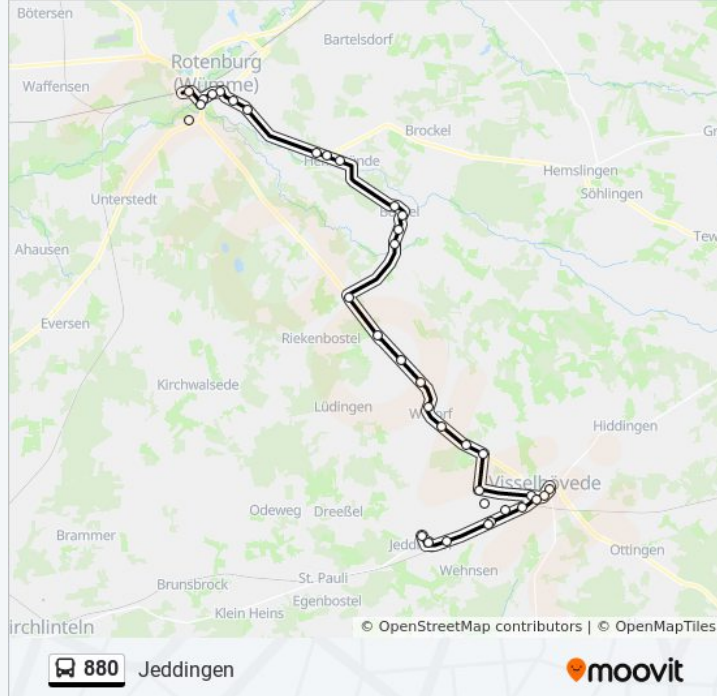 Bötersen
Bartelsdorf
Rotenburg
(Wümme)
Waffensen
Brockel
Hemslingen
Söhlingen
Unterstedt
Ahausen
Eversen
Riekenbostel
Kirchwalsede
Lüdingen
Hiddingen
Visselhövede
Odeweg
Dreeßel
Brammer
Ottingen
Wehnsen
St. Pauli
Brunsbrock
Egenbostel
Klein Heins
irchlinteln
© OpenStreetMap contributors | © OpenMapTiles
880 Jeddingen
moovit